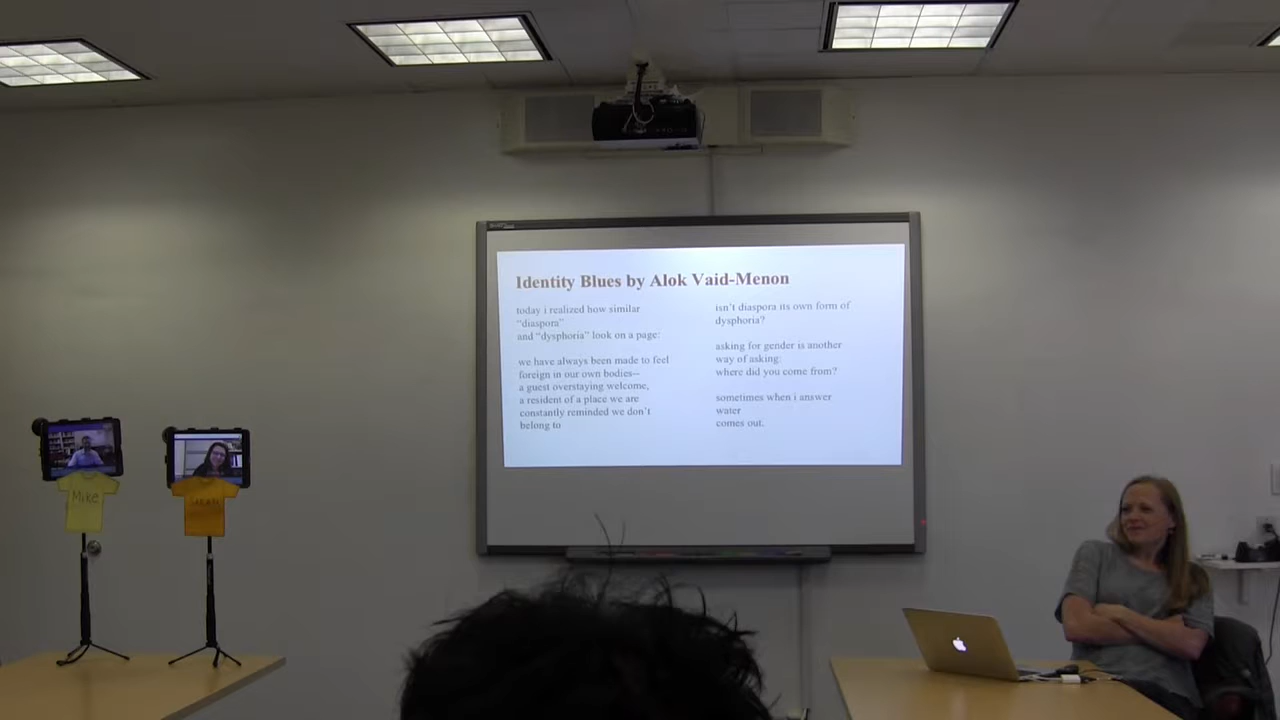 Identity Blues by Alok Vaid-Menon
today i realized how similar
“diaspora”
and “dysphoria” look on a page:
we have always been made to feel
foreign in our own bodies--
a guest overstaying welcome,
a resident of a place we are
constantly reminded we don’t
belong to
isn’t diaspora its own form of
dysphoria?
asking for gender is another
way of asking:
where did you come from?
sometimes when i answer
water
comes out.
Mike